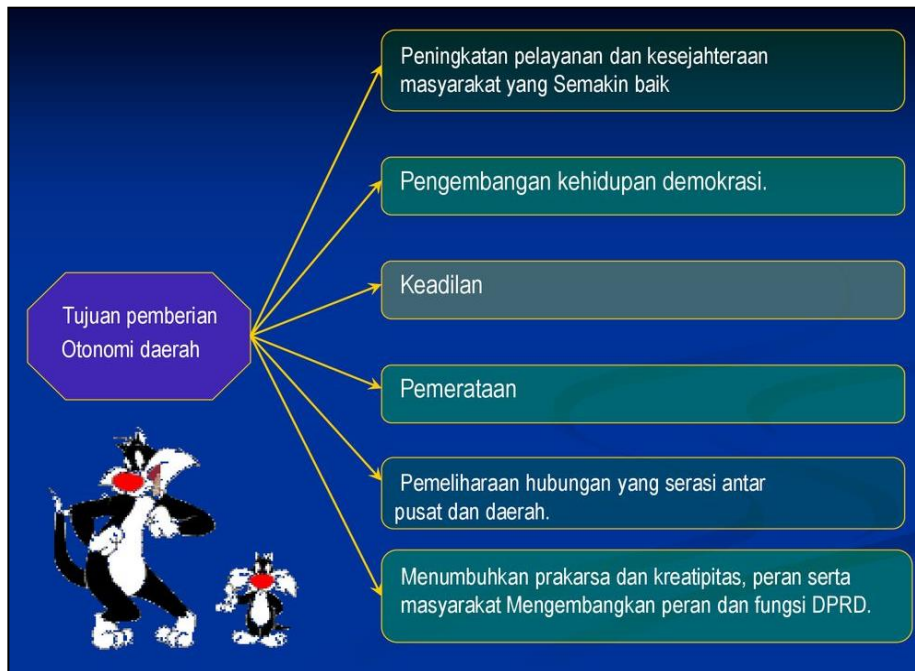 Peningkatan pelayanan dan kesejahteraan
masyarakat yang Semakin baik
Pengembangan kehidupan demokrasi.
Keadilan
Tujuan pemberian
Otonomi daerah
Pemerataan
Pemeliharaan hubungan yang serasi antar
pusat dan daerah.
Menumbuhkan prakarsa dan kreatipitas, peran serta
masyarakat Mengembangkan peran dan fungsi DPRD.